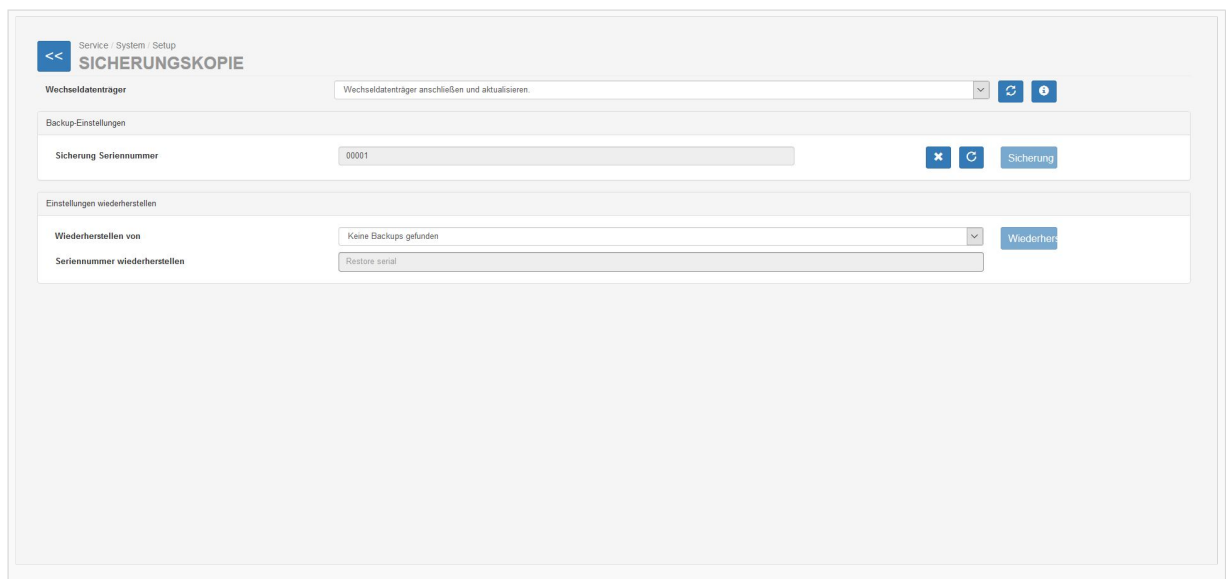 <<
Service / System / Setup
SICHERUNGSKOPIE
Wechseldatenträger
Wechseldatenträger anschließen und aktualisieren.
Backup-Einstellungen
Sicherung Seriennummer
00001
Sicherung
Einstellungen wiederherstellen
Wiederherstellen von
Keine Backups gefunden
Wiederhers
Seriennummer wiederherstellen
Restore serial